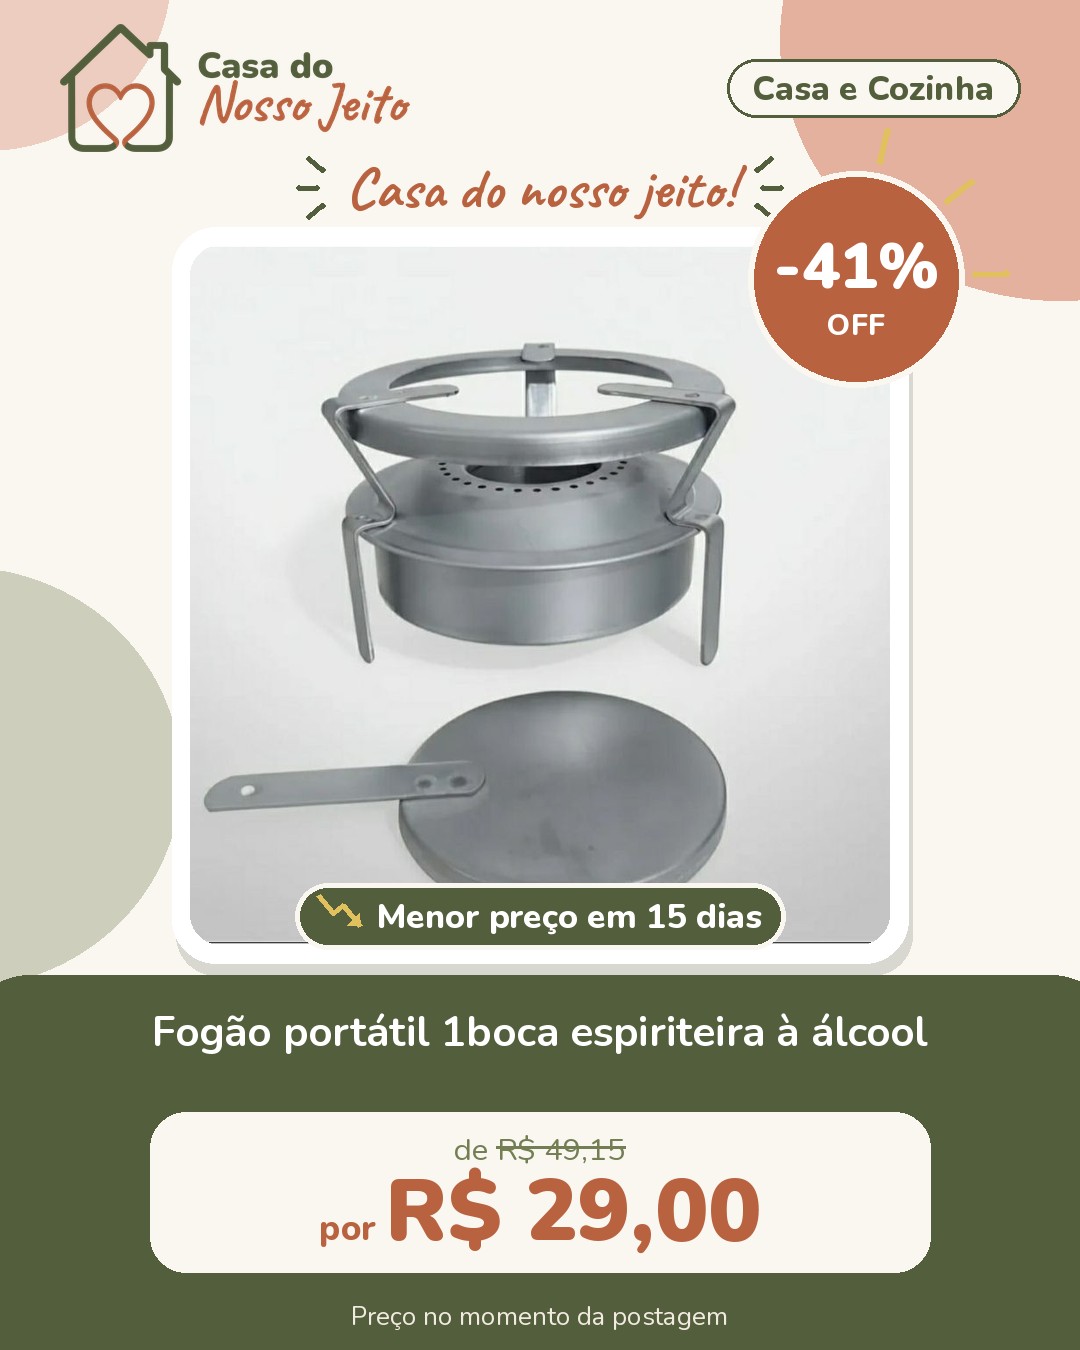 Casa do
Nosso Jeito
Casa e Cozinha
Casa do nosso jeito!
-41%
OFF
Menor preço em 15 dias
Fogão portátil 1boca espiriteira à álcool
de R$ 49,15
por R$ 29,00
Preço no momento da postagem